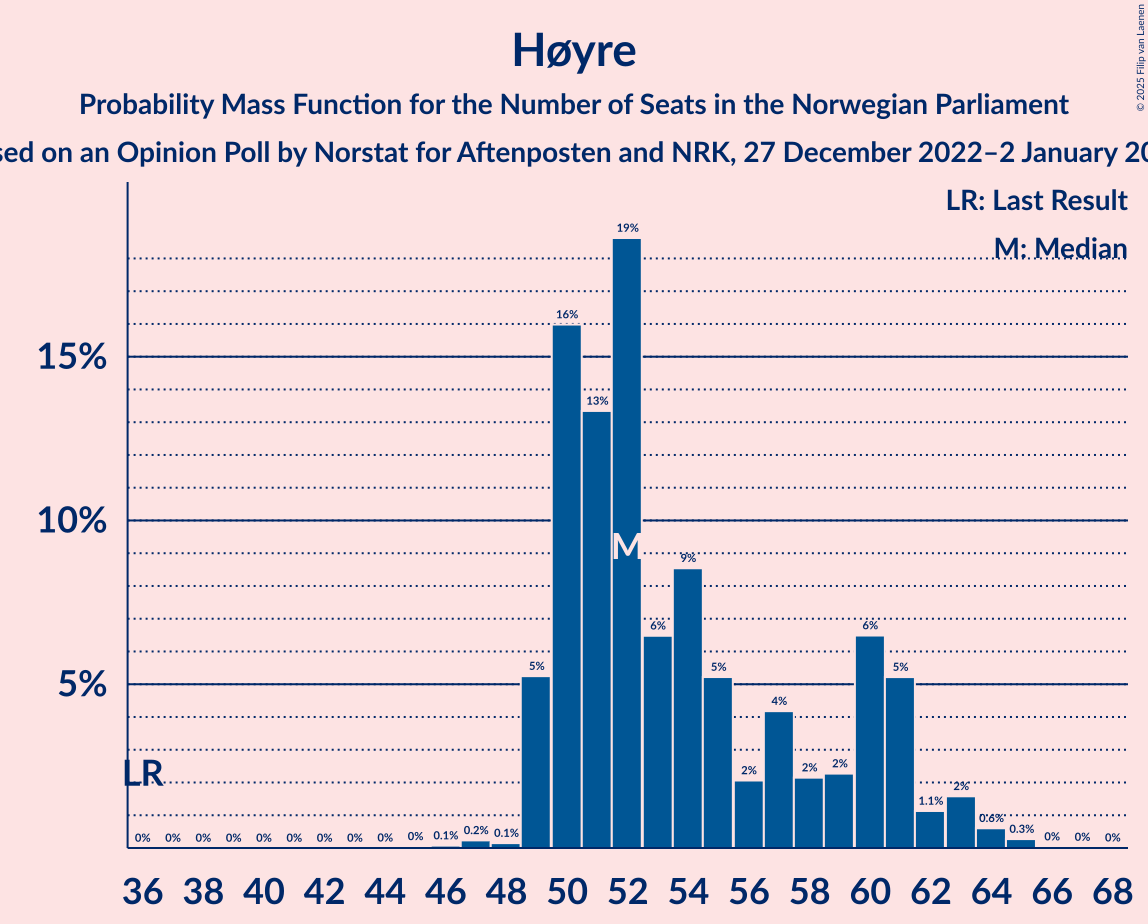 Høyre
Probability Mass Function for the Number of Seats in the Norwegian Parliament
sed on an Opinion Poll by Norstat for Aftenposten and NRK, 27 December 2022–2 January 20
© 2025 Filip van Laenen
LR: Last Result
M: Median
15%
10%
5%
LR
M
0% 0% 0% 0% 0% 0% 0% 0% 0% 0% 0.1% 0.2% 0.1% 5% 16% 13% 19% 6% 9% 5% 2% 4% 2% 2% 6% 5% 1.1% 2% 0.6% 0.3% 0% 0% 0%
36 38 40 42 44 46 48 50 52 54 56 58 60 62 64 66 68